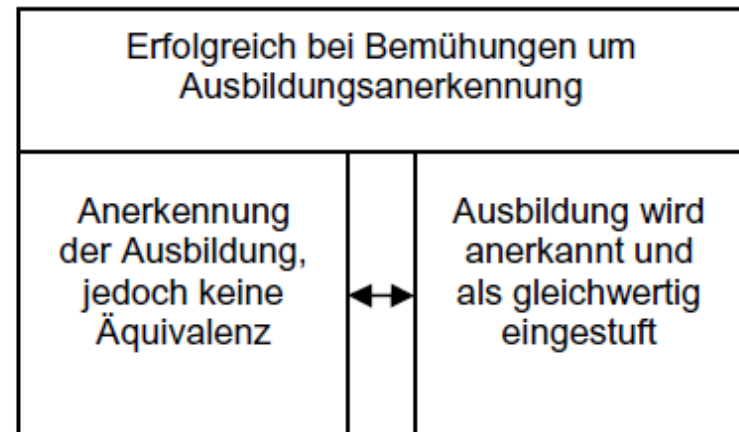 Erfolgreich bei Bemühungen um
Ausbildungsanerkennung
Anerkennung
der Ausbildung,
jedoch keine
Äquivalenz
Ausbildung wird
anerkannt und
als gleichwertig
eingestuft